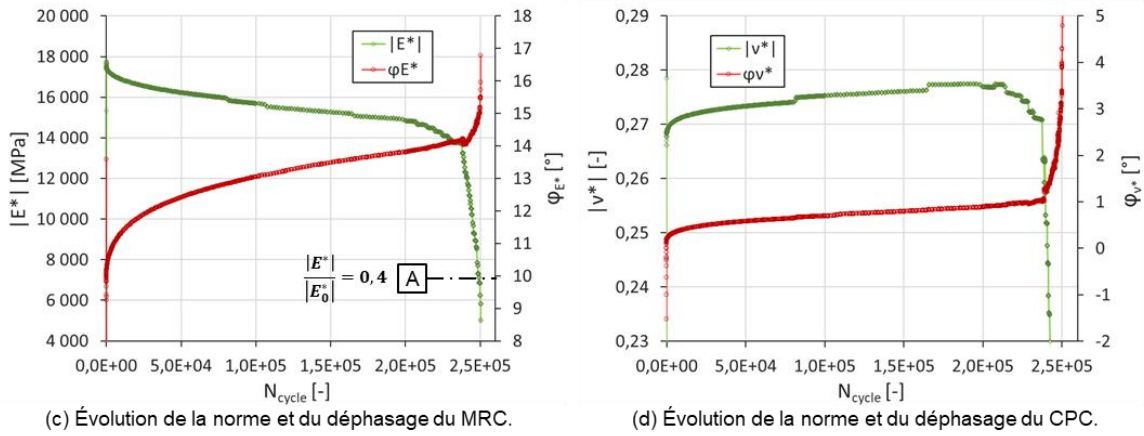 20 000
18 000
16 000
14 000
12 000
10 000
8 000
6 000
4 000
|E*| [MPa]
|E*|
φE*
|E*| / |E*0| = 0,4
A
18
17
16
15
14
13
12
11
10
9
8
φE* [°]
0,0E+00 5,0E+04 1,0E+05 1,5E+05 2,0E+05 2,5E+05
Ncycle [-]
(c) Évolution de la norme et du déphasage du MRC.
0,29
0,28
0,27
0,26
0,25
0,24
0,23
|ν*| [-]
|ν*|
φν*
5
4
3
2
1
0
-1
-2
φν* [°]
0,0E+00 5,0E+04 1,0E+05 1,5E+05 2,0E+05 2,5E+05
Ncycle [-]
(d) Évolution de la norme et du déphasage du CPC.